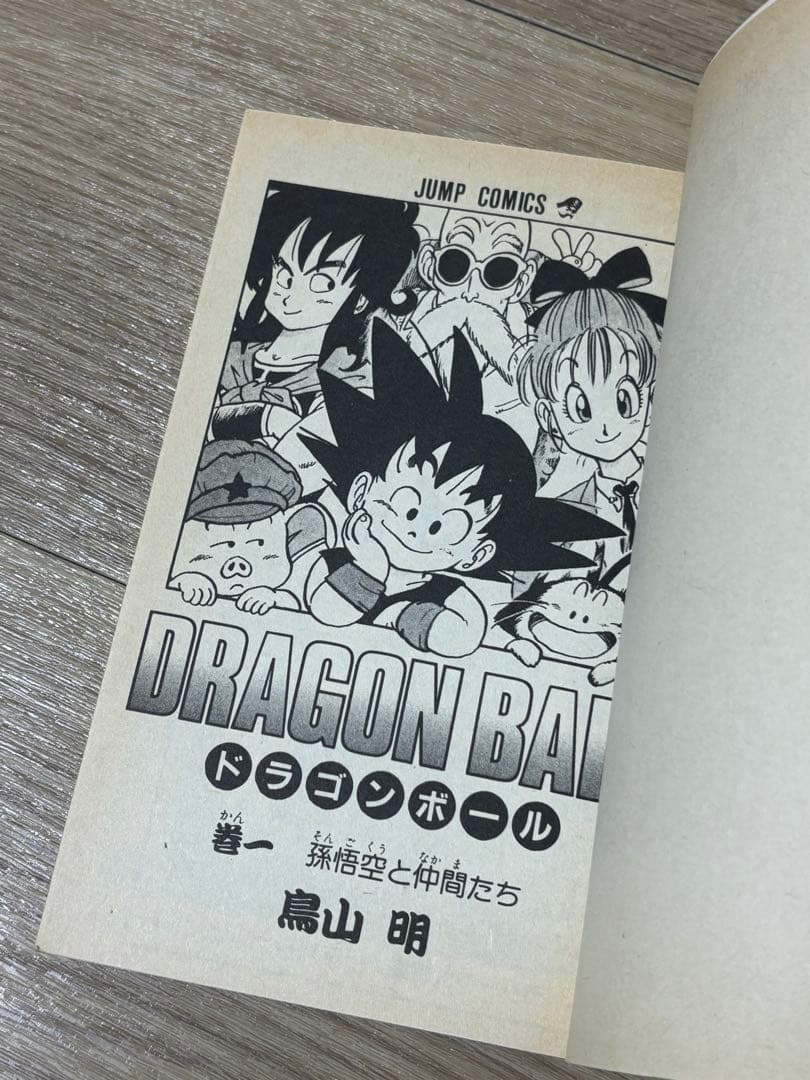 JUMP COMICS
DRAGON BAL
ドラゴンボール
かん
巻一
そんごくう なかま
孫悟空と仲間たち
鳥山 明